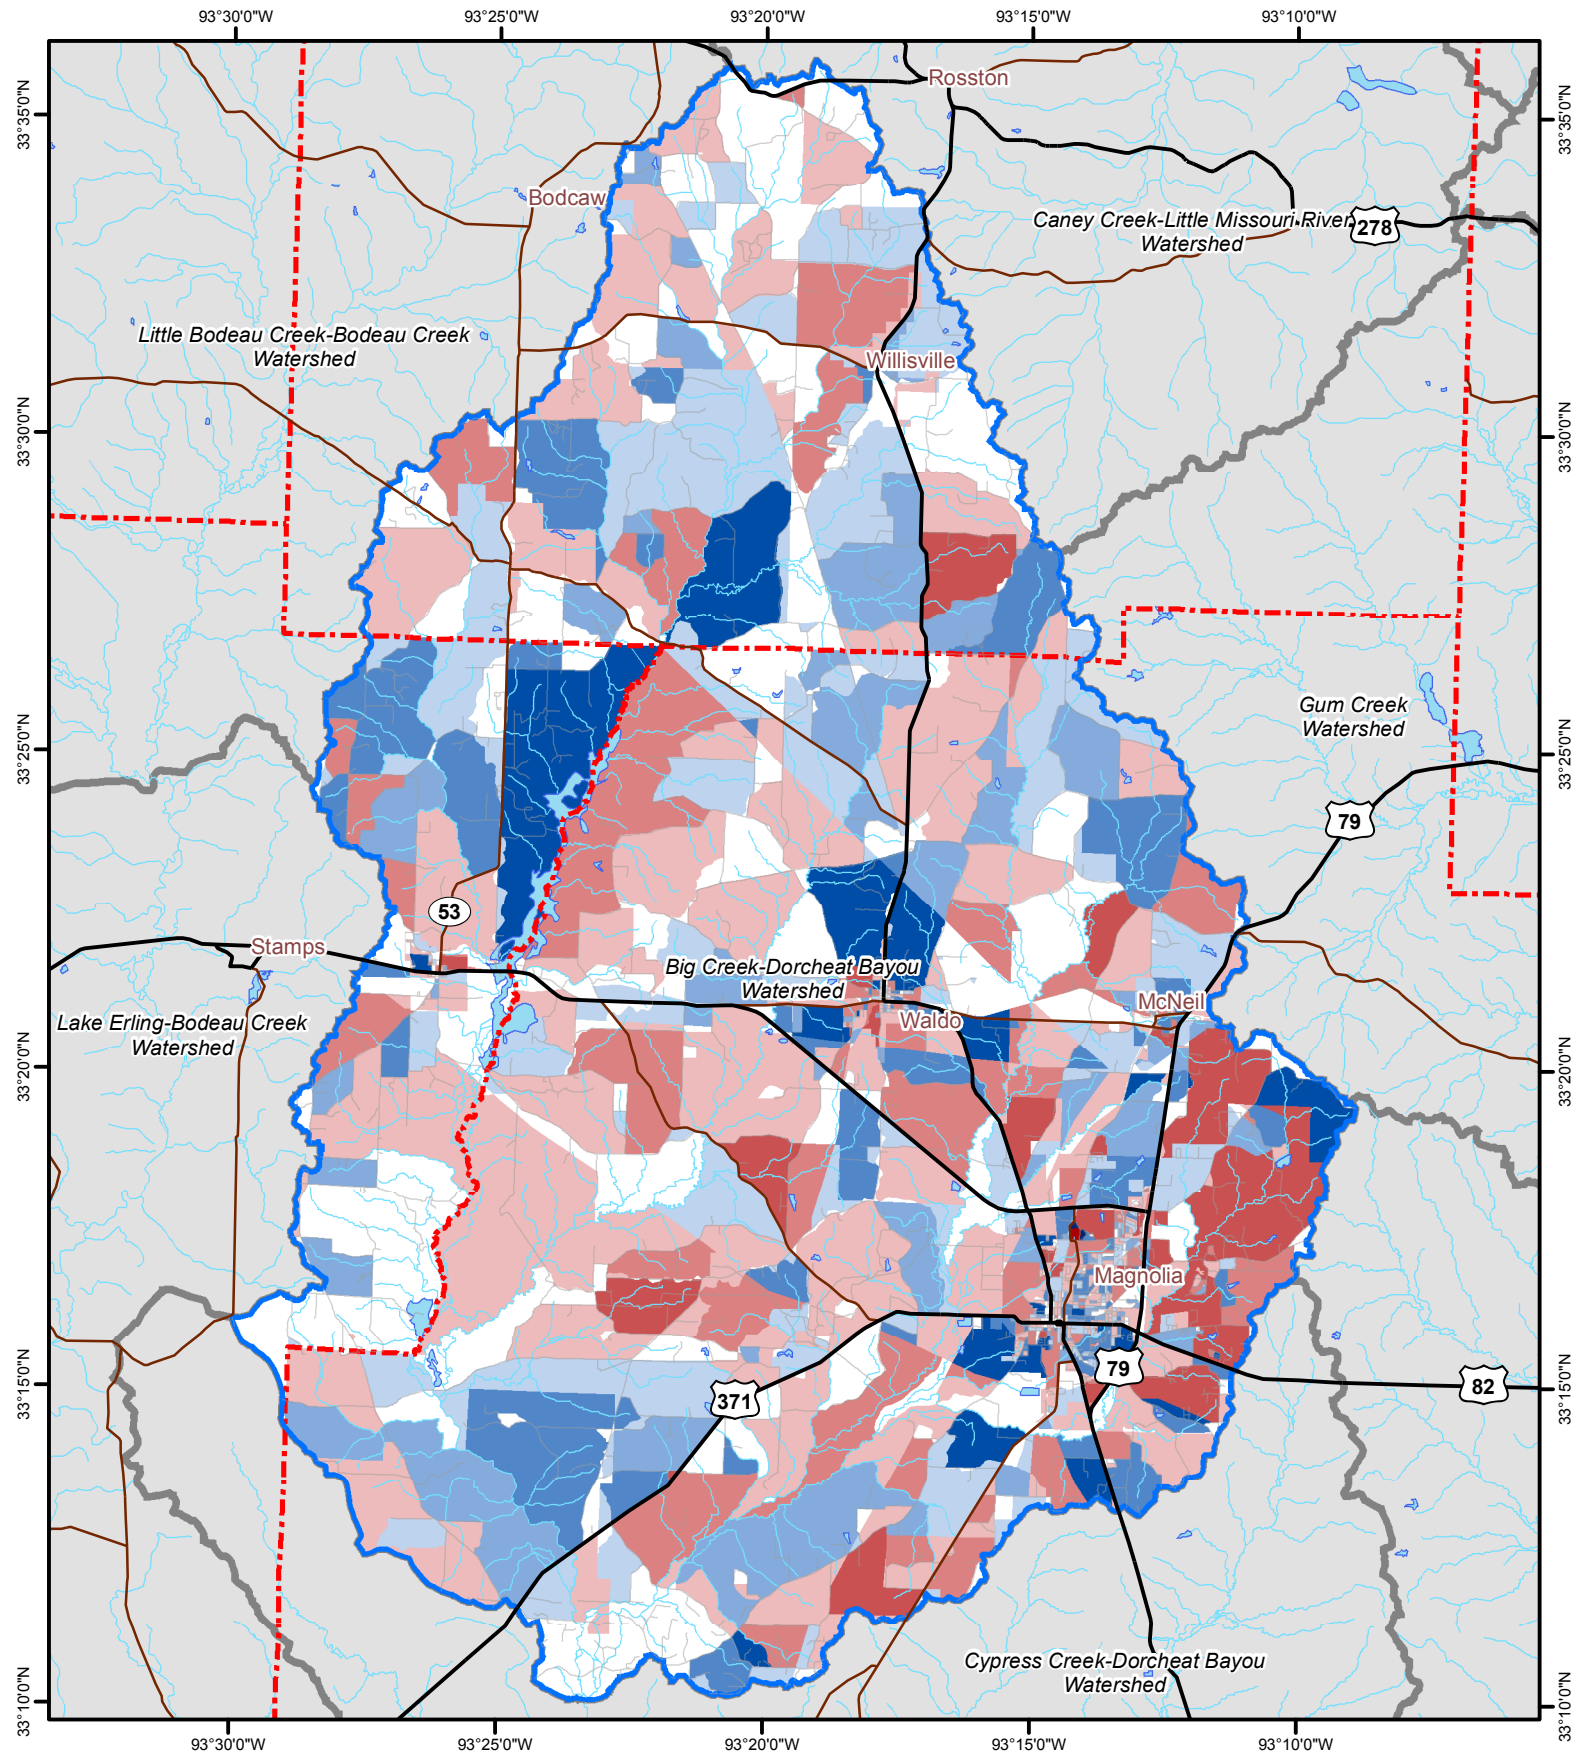 93°30'0"W
93°25'0"W
93°20'0"W
93°15'0"W
93°10'0"W
33°35'0"N
33°35'0"N
Rosston
Bodcaw
Caney Creek-Little Missouri River
Watershed
278
Little Bodeau Creek-Bodeau Creek
Watershed
Willisville
33°30'0"N
33°30'0"N
Gum Creek
Watershed
33°25'0"N
33°25'0"N
79
53
Stamps
Big Creek-Dorcheat Bayou
Watershed
McNeil
Waldo
Lake Erling-Bodeau Creek
Watershed
33°20'0"N
33°20'0"N
Magnolia
79
371
82
33°15'0"N
33°15'0"N
Cypress Creek-Dorcheat Bayou
Watershed
33°10'0"N
33°10'0"N
93°30'0"W
93°25'0"W
93°20'0"W
93°15'0"W
93°10'0"W